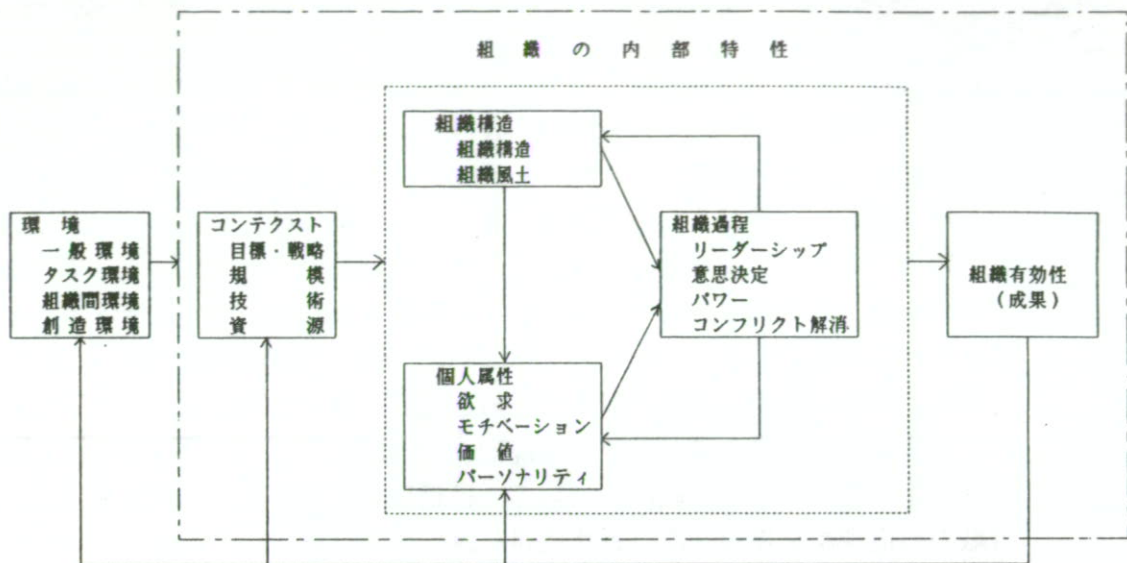 組織の内部特性
組織構造
組織構造
組織風土
環境
一般環境
タスク環境
組織間環境
創造環境
コンテクスト
目標・戦略
規模
技術
資源
組織過程
リーダーシップ
意思決定
パワー
コンフリクト解消
組織有効性
(成果)
個人属性
欲求
モチベーション
価値
パーソナリティ